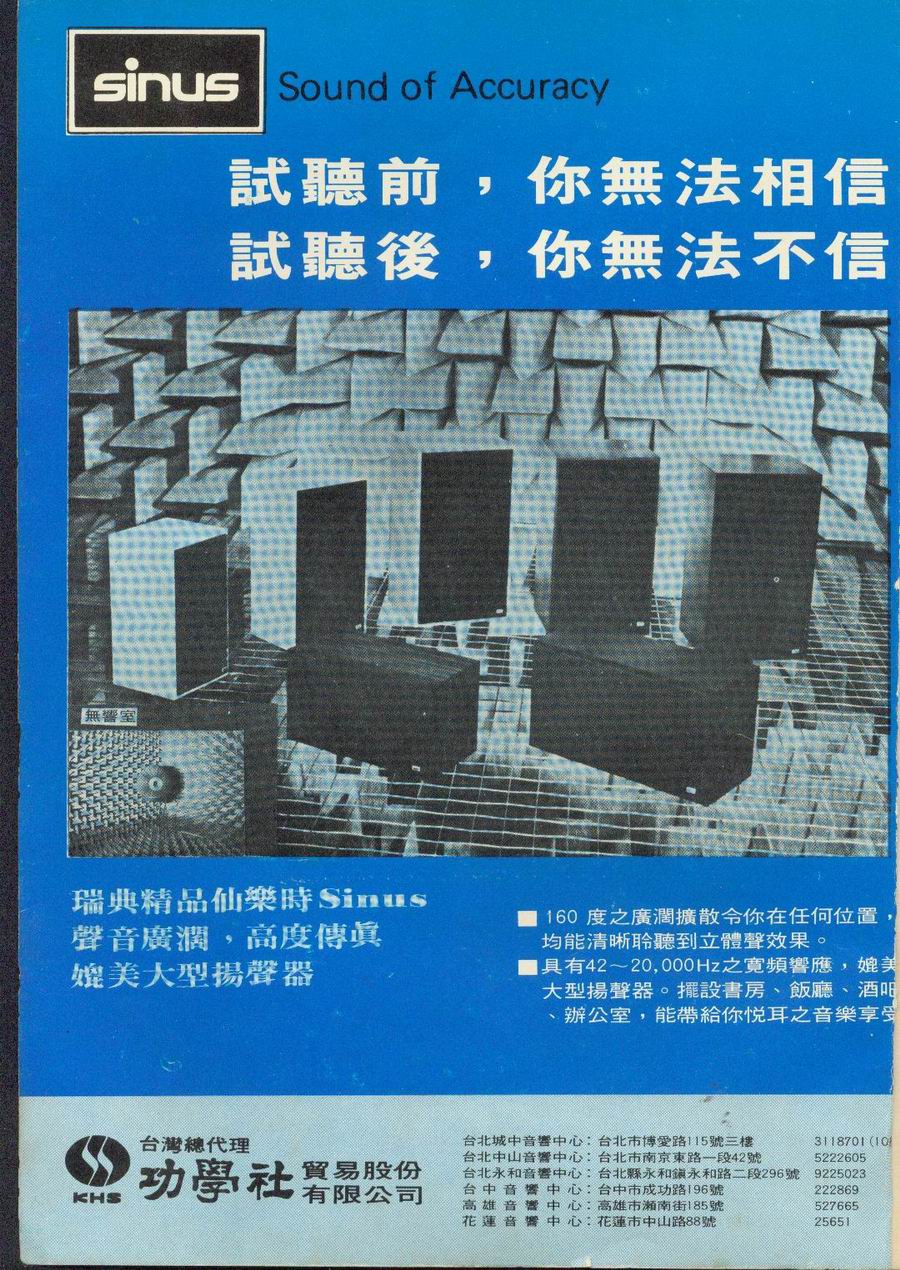 sinus
Sound of Accuracy
試聽前，你無法相信
試聽後，你無法不信
無響室
瑞典精品仙樂時Sinus
聲音廣濶，高度傳眞
媲美大型揚聲器
■ 160 度之廣濶擴散令你在任何位置，
均能清晰聆聽到立體聲效果。
■ 具有42～20,000Hz之寬頻響應，媲美
大型揚聲器。擺設書房、飯廳、酒吧
、辦公室，能帶給你悅耳之音樂享受
KHS
台灣總代理
功學社 貿易股份
有限公司
台北城中音響中心：台北市博愛路115號三樓 3118701(10
台北中山音響中心：台北市南京東路一段42號 5222605
台北永和音響中心：台北縣永和鎭永和路二段296號 9225023
台中音響中心：台中市成功路196號 222869
高雄音響中心：高雄市瀨南街185號 527665
花蓮音響中心：花蓮市中山路88號 25651